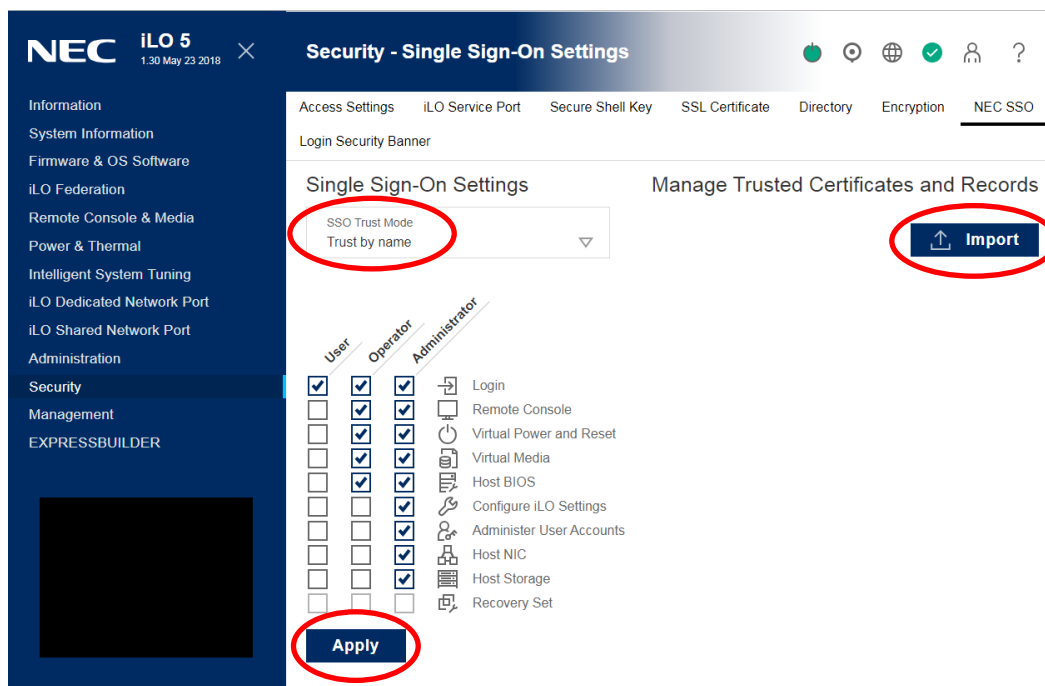 NEC iLO 5
1.30 May 23 2018
Security - Single Sign-On Settings
?
Information
System Information
Firmware & OS Software
iLO Federation
Remote Console & Media
Power & Thermal
Intelligent System Tuning
iLO Dedicated Network Port
iLO Shared Network Port
Administration
Security
Management
EXPRESSBUILDER
Access Settings iLO Service Port Secure Shell Key SSL Certificate Directory Encryption NEC SSO
Login Security Banner
Single Sign-On Settings
Manage Trusted Certificates and Records
SSO Trust Mode
Trust by name
Import
User Operator Administrator
Login
Remote Console
Virtual Power and Reset
Virtual Media
Host BIOS
Configure iLO Settings
Administer User Accounts
Host NIC
Host Storage
Recovery Set
Apply